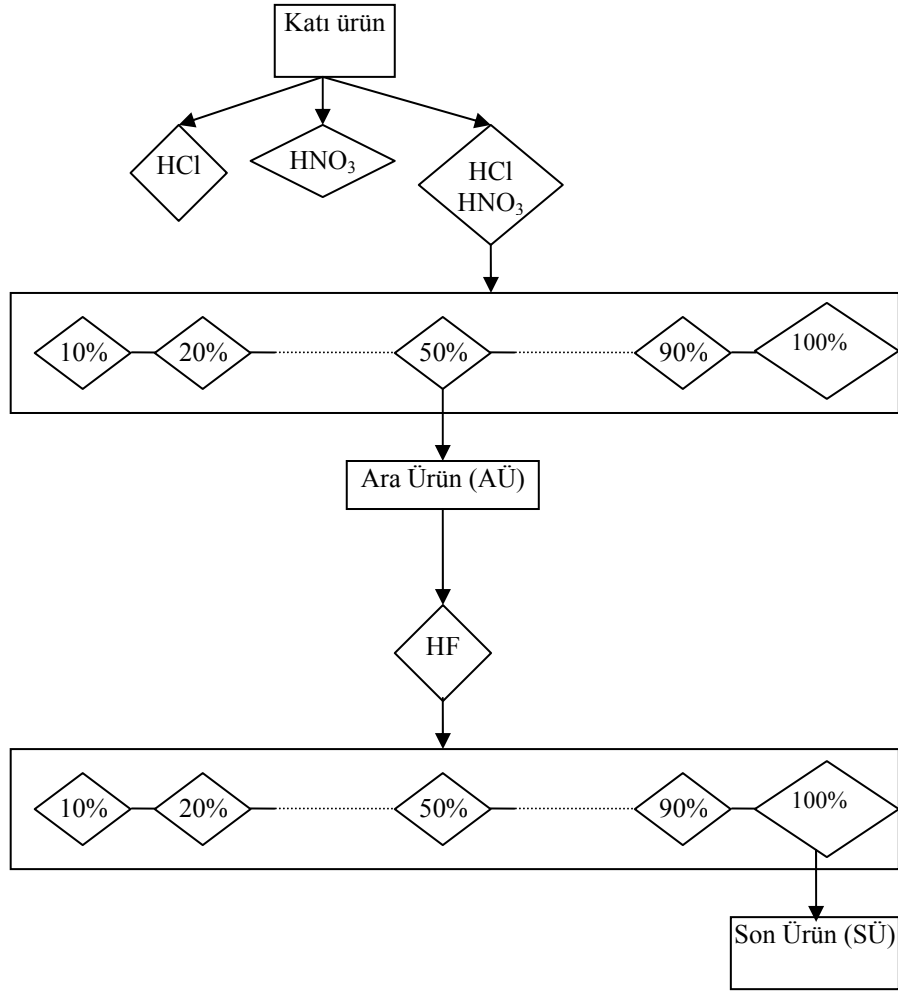 Katı ürün
HCl
HNO₃
HCl
HNO₃
10%
20%
50%
90%
100%
Ara Ürün (AÜ)
HF
10%
20%
50%
90%
100%
Son Ürün (SÜ)